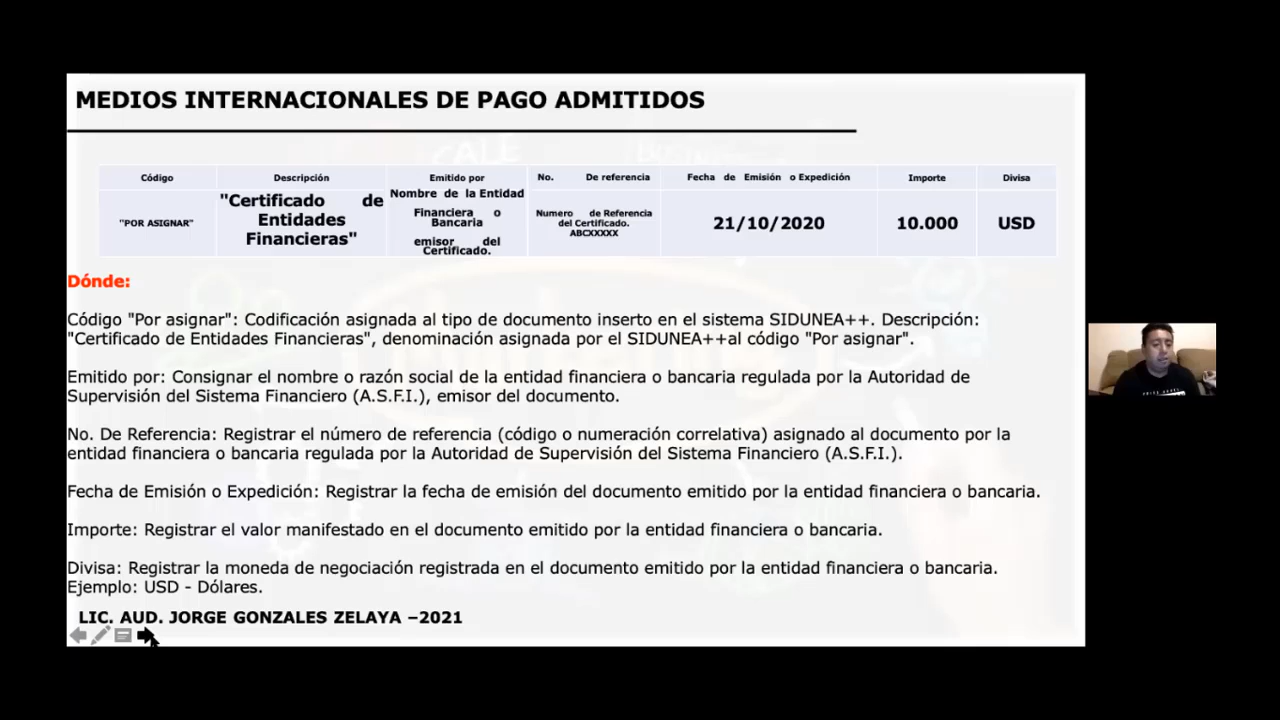 MEDIOS INTERNACIONALES DE PAGO ADMITIDOS
Código Descripción Emitido por No. De referencia Fecha de Emisión o Expedición Importe Divisa
"POR ASIGNAR"
"Certificado de
Entidades
Financieras"
Nombre de la Entidad
Financiera o
Bancaria
emisor del
Certificado.
Numero de Referencia
del Certificado.
ABCXXXXX
21/10/2020
10.000
USD
Dónde:
Código "Por asignar": Codificación asignada al tipo de documento inserto en el sistema SIDUNEA++. Descripción:
"Certificado de Entidades Financieras", denominación asignada por el SIDUNEA++al código "Por asignar".
Emitido por: Consignar el nombre o razón social de la entidad financiera o bancaria regulada por la Autoridad de
Supervisión del Sistema Financiero (A.S.F.I.), emisor del documento.
No. De Referencia: Registrar el número de referencia (código o numeración correlativa) asignado al documento por la
entidad financiera o bancaria regulada por la Autoridad de Supervisión del Sistema Financiero (A.S.F.I.).
Fecha de Emisión o Expedición: Registrar la fecha de emisión del documento emitido por la entidad financiera o bancaria.
Importe: Registrar el valor manifestado en el documento emitido por la entidad financiera o bancaria.
Divisa: Registrar la moneda de negociación registrada en el documento emitido por la entidad financiera o bancaria.
Ejemplo: USD - Dólares.
LIC. AUD. JORGE GONZALES ZELAYA –2021